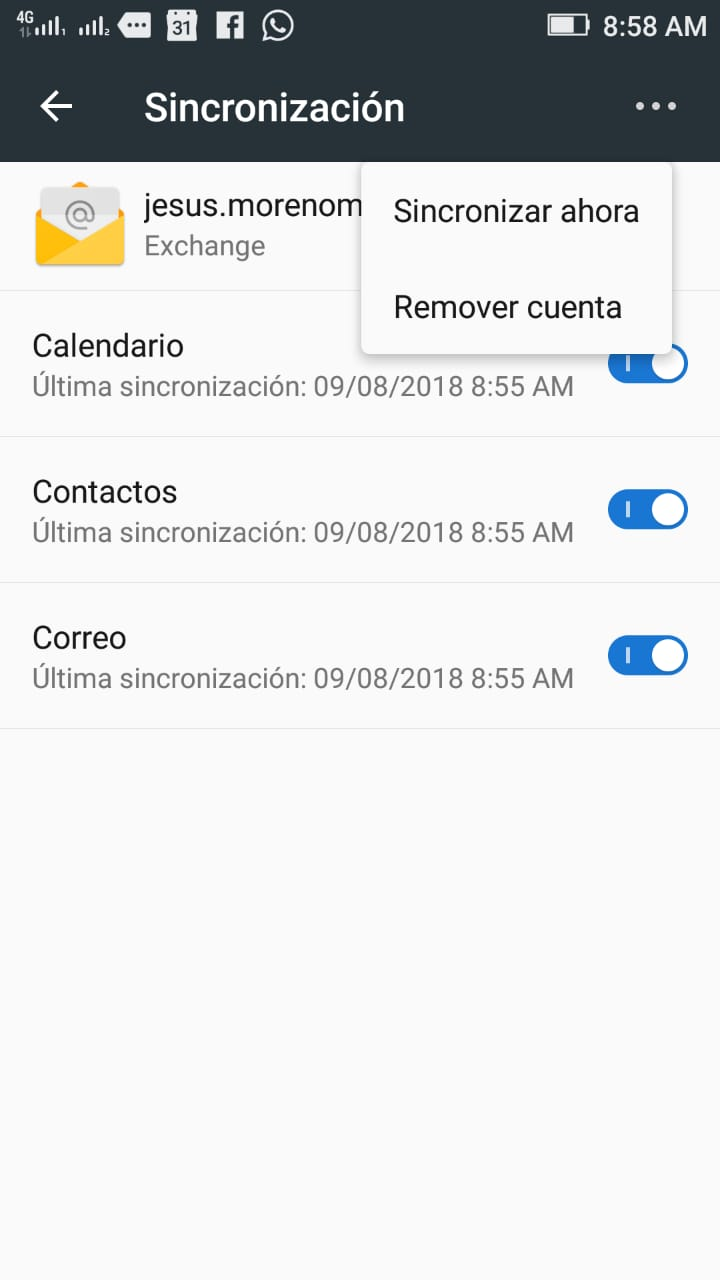 4G 1 2 31 8:58 AM
Sincronización
jesus.morenom
Exchange
Sincronizar ahora
Remover cuenta
Calendario
Última sincronización: 09/08/2018 8:55 AM
Contactos
Última sincronización: 09/08/2018 8:55 AM
Correo
Última sincronización: 09/08/2018 8:55 AM